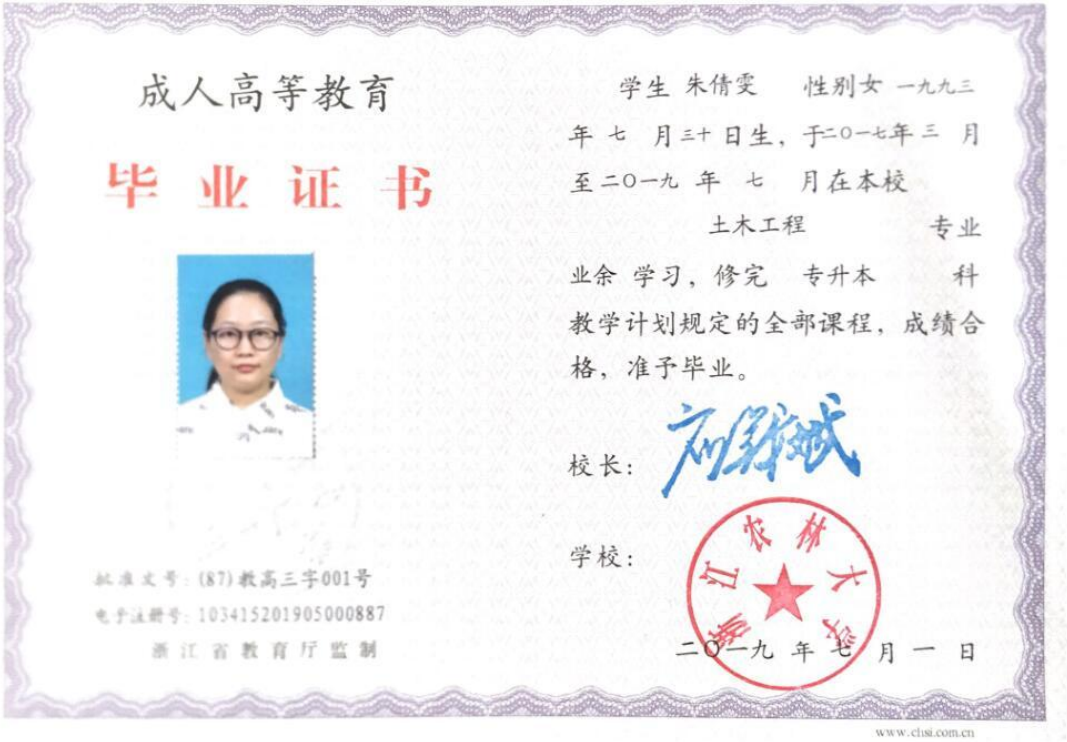 成人高等教育
毕业证书
批准文号：(87)教高三字001号
电子注册号：103415201905000887
浙江省教育厅监制
学生 朱倩雯 性别女 一九九三
年 七 月三十日生，于二〇一七年 三 月
至二〇一九 年 七 月在本校
土木工程 专业
业余 学习，修完 专升本 科
教学计划规定的全部课程，成绩合
格，准予毕业。
校长：
学校：
浙江农林大学
二〇一九 年 七 月 一 日
www.chsi.com.cn